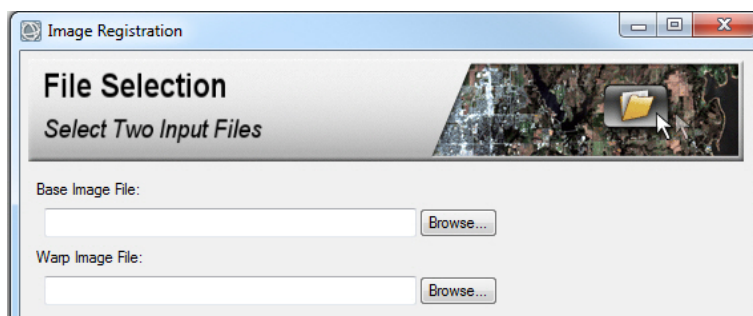 Image Registration
File Selection
Select Two Input Files
Base Image File:
Browse...
Warp Image File:
Browse...